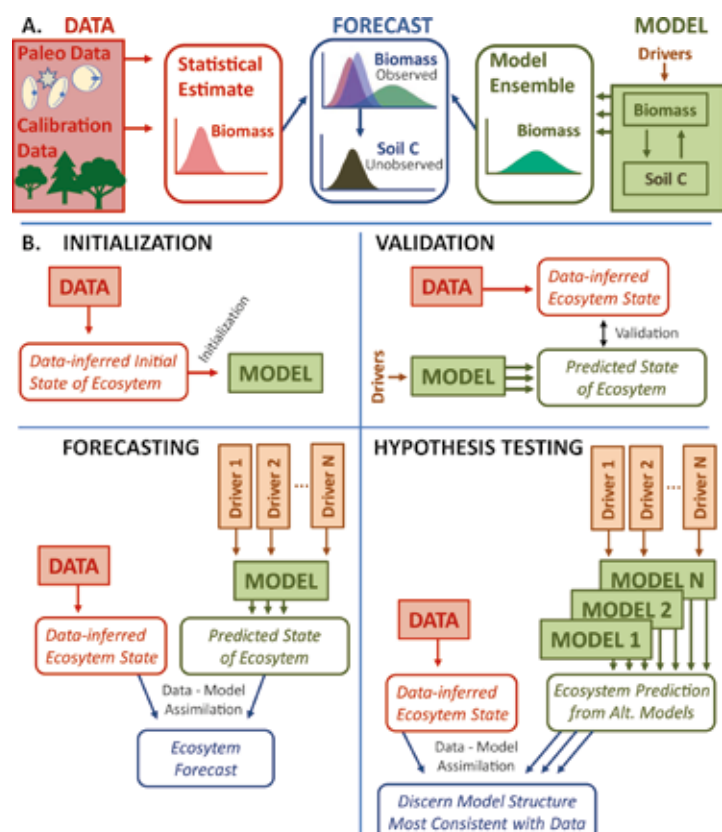 A. DATA
FORECAST
MODEL
Paleo Data
Calibration
Data
Statistical
Estimate
Biomass
Biomass
Observed
Soil C
Unobserved
Model
Ensemble
Biomass
Drivers
Biomass
Soil C
B. INITIALIZATION
DATA
Data-inferred Initial
State of Ecosytem
Initialization
MODEL
VALIDATION
DATA
Data-inferred
Ecosytem State
Validation
Drivers
MODEL
Predicted State
of Ecosytem
FORECASTING
Driver 1
Driver 2
...
Driver N
DATA
MODEL
Data-inferred
Ecosytem State
Predicted State
of Ecosytem
Data - Model
Assimilation
Ecosytem
Forecast
HYPOTHESIS TESTING
Driver 1
Driver 2
...
Driver N
MODEL N
MODEL 2
MODEL 1
DATA
Data-inferred
Ecosytem State
Ecosystem Prediction
from Alt. Models
Data - Model
Assimilation
Discern Model Structure
Most Consistent with Data